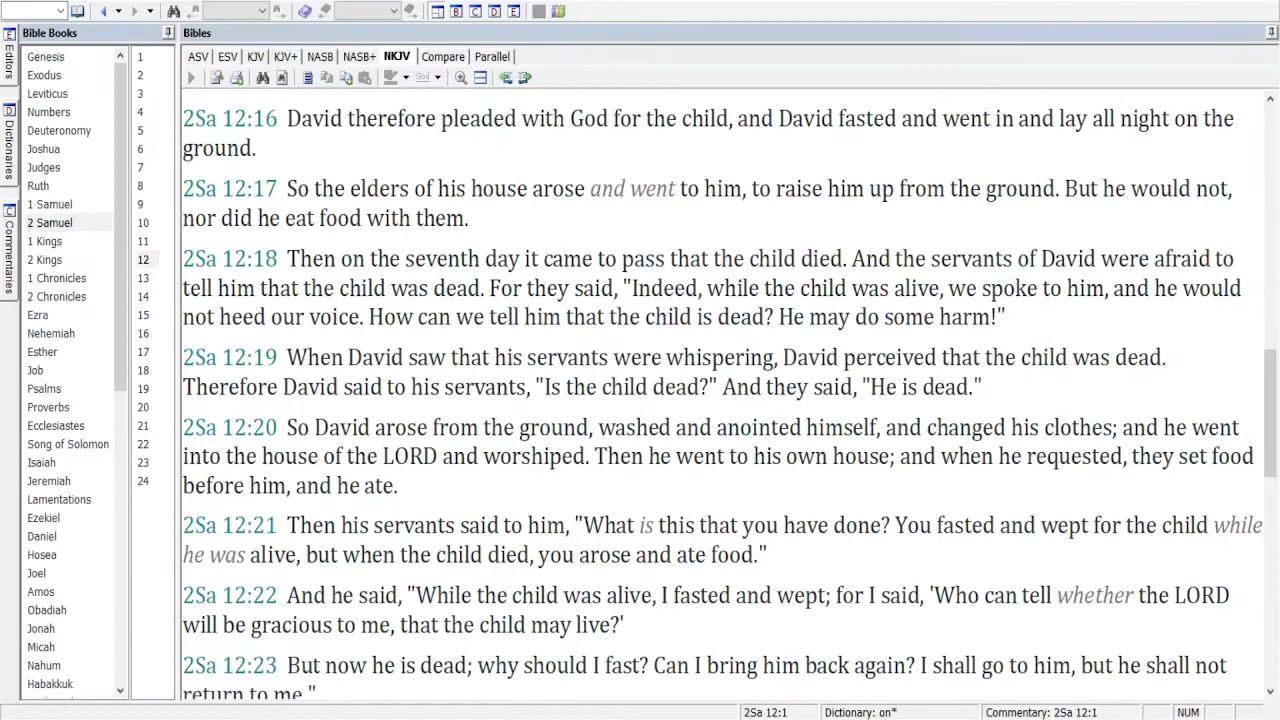 B C D E
Bible Books
Bibles
Editors
Dictionaries
Commentaries
D
C
ASV ESV KJV KJV+ NASB NASB+ NKJV Compare Parallel
God
Genesis
Exodus
Leviticus
Numbers
Deuteronomy
Joshua
Judges
Ruth
1 Samuel
2 Samuel
1 Kings
2 Kings
1 Chronicles
2 Chronicles
Ezra
Nehemiah
Esther
Job
Psalms
Proverbs
Ecclesiastes
Song of Solomon
Isaiah
Jeremiah
Lamentations
Ezekiel
Daniel
Hosea
Joel
Amos
Obadiah
Jonah
Micah
Nahum
Habakkuk
1
2
3
4
5
6
7
8
9
10
11
12
13
14
15
16
17
18
19
20
21
22
23
24
2Sa 12:16 David therefore pleaded with God for the child, and David fasted and went in and lay all night on the
ground.
2Sa 12:17 So the elders of his house arose and went to him, to raise him up from the ground. But he would not,
nor did he eat food with them.
2Sa 12:18 Then on the seventh day it came to pass that the child died. And the servants of David were afraid to
tell him that the child was dead. For they said, "Indeed, while the child was alive, we spoke to him, and he would
not heed our voice. How can we tell him that the child is dead? He may do some harm!"
2Sa 12:19 When David saw that his servants were whispering, David perceived that the child was dead.
Therefore David said to his servants, "Is the child dead?" And they said, "He is dead."
2Sa 12:20 So David arose from the ground, washed and anointed himself, and changed his clothes; and he went
into the house of the LORD and worshiped. Then he went to his own house; and when he requested, they set food
before him, and he ate.
2Sa 12:21 Then his servants said to him, "What is this that you have done? You fasted and wept for the child while
he was alive, but when the child died, you arose and ate food."
2Sa 12:22 And he said, "While the child was alive, I fasted and wept; for I said, 'Who can tell whether the LORD
will be gracious to me, that the child may live?'
2Sa 12:23 But now he is dead; why should I fast? Can I bring him back again? I shall go to him, but he shall not
return to me."
2Sa 12:1 Dictionary: on* Commentary: 2Sa 12:1 NUM